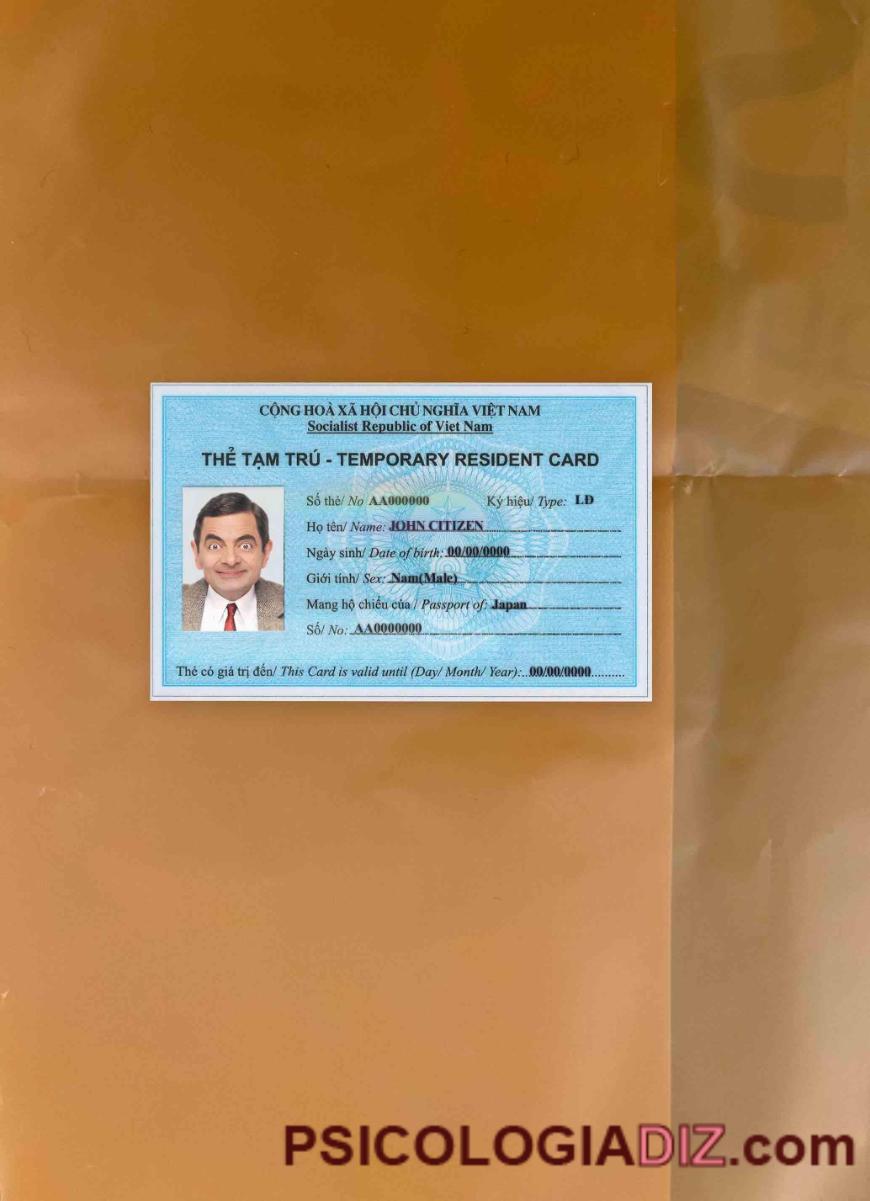 CỘNG HOÀ XÃ HỘI CHỦ NGHĨA VIỆT NAM
Socialist Republic of Viet Nam
THẺ TẠM TRÚ - TEMPORARY RESIDENT CARD
Số thẻ/ No AA000000 Ký hiệu/ Type: LĐ
Họ tên/ Name: JOHN CITIZEN
Ngày sinh/ Date of birth: 00/00/0000
Giới tính/ Sex: Nam(Male)
Mang hộ chiếu của / Passport of: Japan
Số/ No: AA0000000
Thẻ có giá trị đến/ This Card is valid until (Day/ Month/ Year):..00/00/0000..........
PSICOLOGIADIZ.com